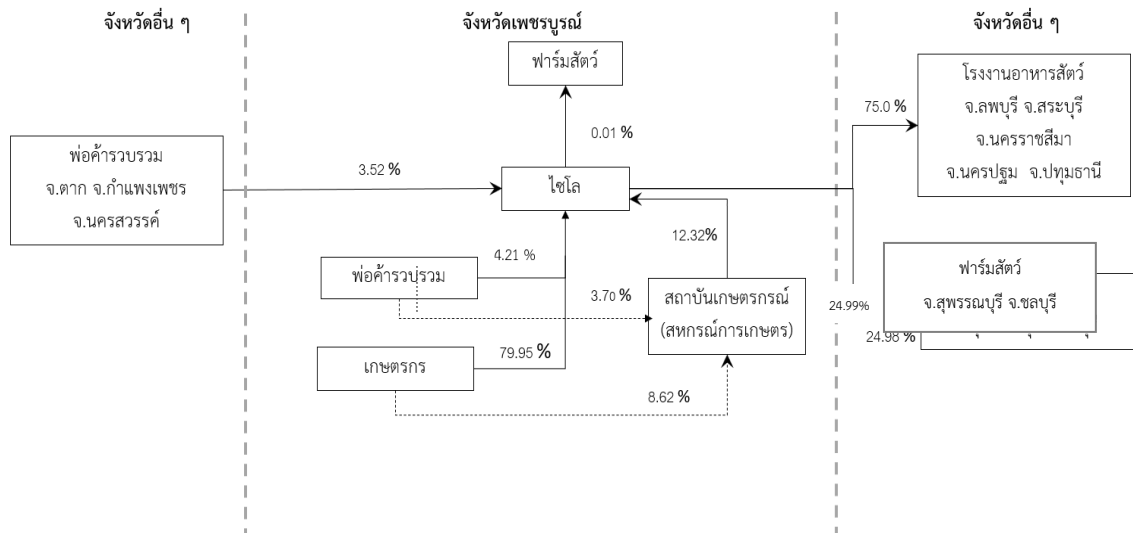 จังหวัดอื่น ๆ
จังหวัดเพชรบูรณ์
จังหวัดอื่น ๆ
ฟาร์มสัตว์
โรงงานอาหารสัตว์
จ.ลพบุรี จ.สระบุรี
จ.นครราชสีมา
จ.นครปฐม จ.ปทุมธานี
75.0 %
0.01 %
พ่อค้ารวบรวม
จ.ตาก จ.กำแพงเพชร
จ.นครสวรรค์
3.52 %
ไซโล
12.32%
4.21 %
พ่อค้ารวบรวม
3.70 %
สถาบันเกษตรกรณ์
(สหกรณ์การเกษตร)
ฟาร์มสัตว์
จ.สุพรรณบุรี จ.ชลบุรี
24.99%
24.98 %
79.95 %
เกษตรกร
8.62 %